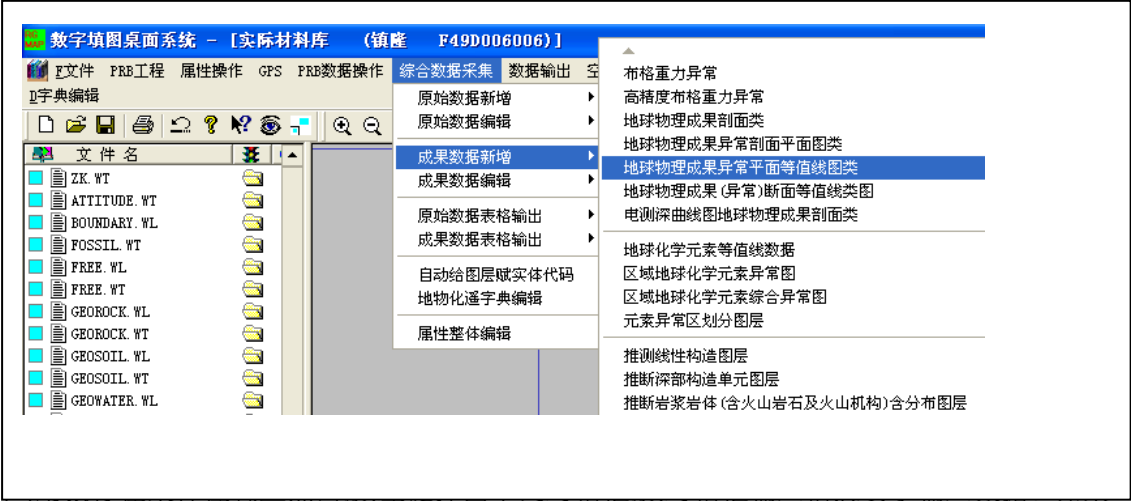 RG MAP 数字填图桌面系统 - [实际材料库 (镇隆 F49D006006)]
F文件 PRB工程 属性操作 GPS PRB数据操作 综合数据采集 数据输出 空
D字典编辑
文件名
ZK.WT
ATTITUDE.WT
BOUNDARY.WL
FOSSIL.WT
FREE.WL
FREE.WT
GEOROCK.WL
GEOROCK.WT
GEOSOIL.WL
GEOSOIL.WT
GEOWATER.WL
原始数据新增
原始数据编辑
成果数据新增
成果数据编辑
原始数据表格输出
成果数据表格输出
自动给图层赋实体代码
地物化遥字典编辑
属性整体编辑
布格重力异常
高精度布格重力异常
地球物理成果剖面类
地球物理成果异常剖面平面图类
地球物理成果异常平面等值线图类
地球物理成果(异常)断面等值线类图
电测深曲线图地球物理成果剖面类
地球化学元素等值线数据
区域地球化学元素异常图
区域地球化学元素综合异常图
元素异常区划分图层
推测线性构造图层
推断深部构造单元图层
推断岩浆岩体(含火山岩石及火山机构)含分布图层